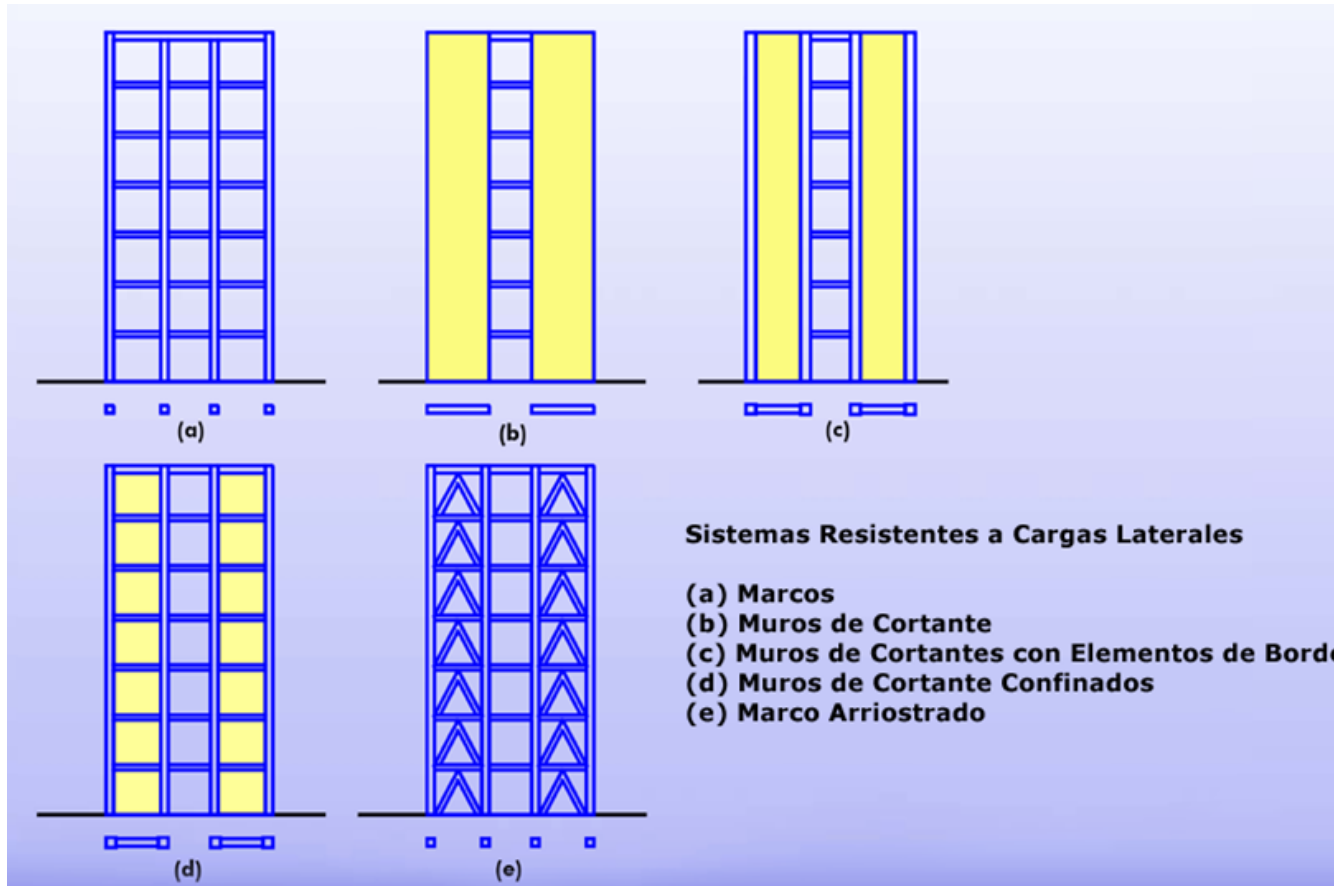 (a)
(b)
(c)
(d)
(e)
Sistemas Resistentes a Cargas Laterales
(a) Marcos
(b) Muros de Cortante
(c) Muros de Cortantes con Elementos de Bord
(d) Muros de Cortante Confinados
(e) Marco Arriostrado